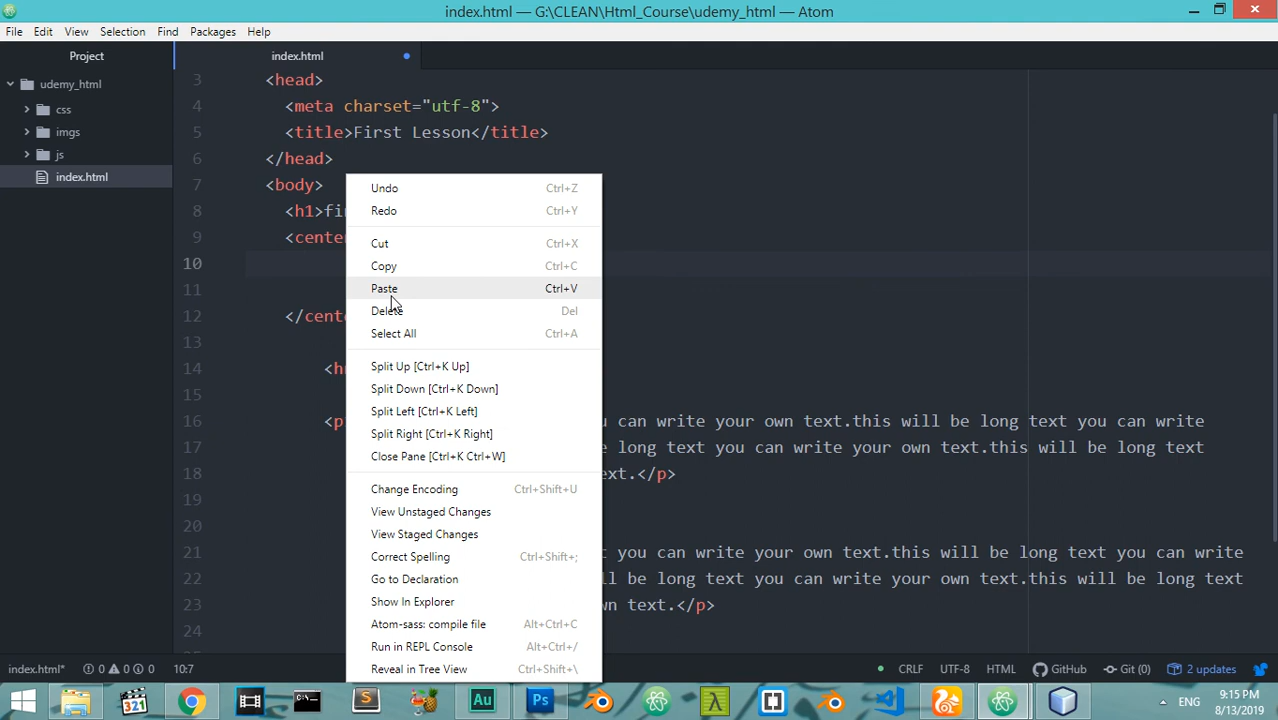 index.html — G:\CLEAN\Html_Course\udemy_html — Atom
File Edit View Selection Find Packages Help
Project
index.html
udemy_html
css
imgs
js
index.html
3 <head>
4 <meta charset="utf-8">
5 <title>First Lesson</title>
6 </head>
7 <body>
8 <h1>fi
9 <cente
10
11
12 </cent
13
14 <h
15
16 <p can write your own text.this will be long text you can write
17 long text you can write your own text.this will be long text
18 ext.</p>
19
20
21 t you can write your own text.this will be long text you can write
22 ll be long text you can write your own text.this will be long text
23 wn text.</p>
24
Undo Ctrl+Z
Redo Ctrl+Y
Cut Ctrl+X
Copy Ctrl+C
Paste Ctrl+V
Delete Del
Select All Ctrl+A
Split Up [Ctrl+K Up]
Split Down [Ctrl+K Down]
Split Left [Ctrl+K Left]
Split Right [Ctrl+K Right]
Close Pane [Ctrl+K Ctrl+W]
Change Encoding Ctrl+Shift+U
View Unstaged Changes
View Staged Changes
Correct Spelling Ctrl+Shift+;
Go to Declaration
Show In Explorer
Atom-sass: compile file Alt+Ctrl+C
Run in REPL Console Alt+Ctrl+/
Reveal in Tree View Ctrl+Shift+\
index.html* 0 0 0 10:7 CRLF UTF-8 HTML GitHub Git (0) 2 updates
321 S Au Ps
ENG
9:15 PM
8/13/2019